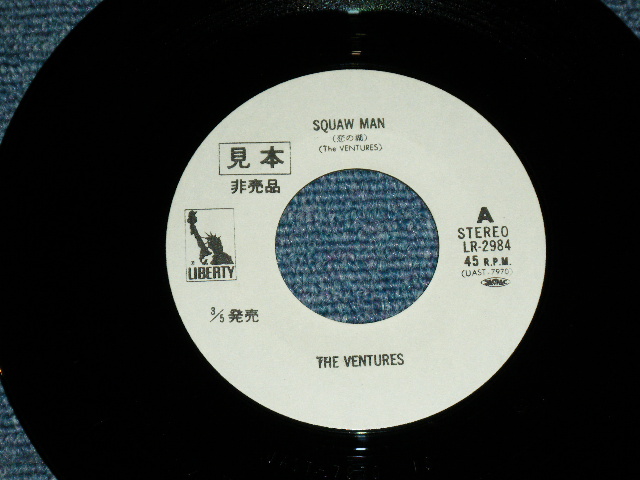 SQUAW MAN
(The VENTURES)
見本
非売品
A
STEREO
LR-2984
45 R.P.M.
(UAST-7970)
LIBERTY
3/5 発売
THE VENTURES